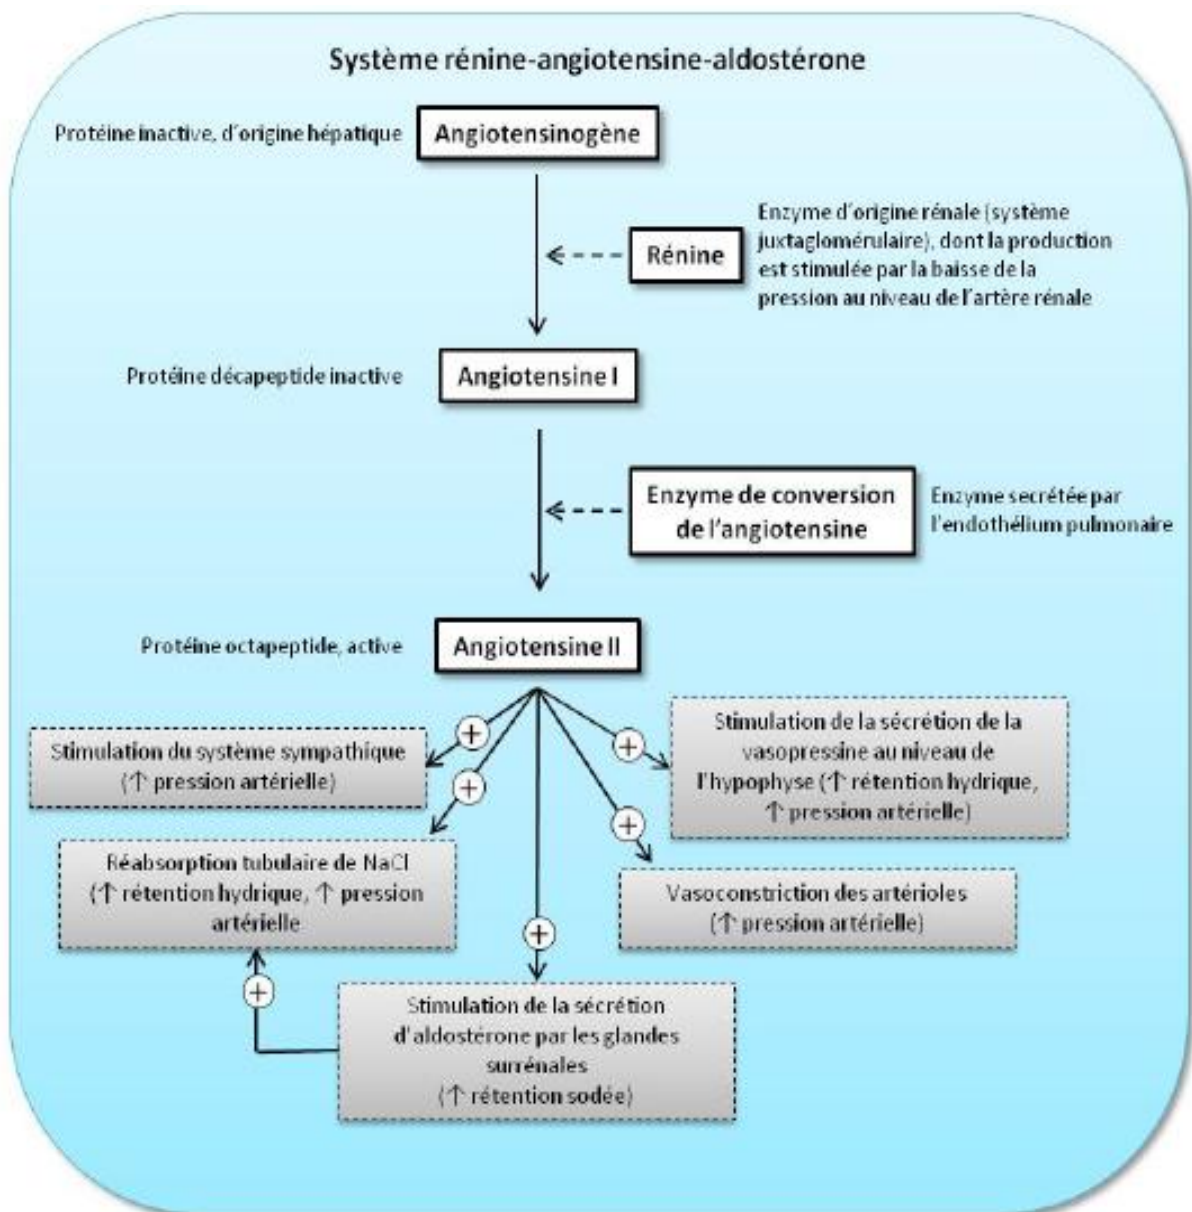 Système rénine-angiotensine-aldostérone
Protéine inactive, d'origine hépatique
Angiotensinogène
Enzyme d'origine rénale (système
juxtaglomérulaire), dont la production
est stimulée par la baisse de la
pression au niveau de l'artère rénale
Rénine
Protéine décapeptide inactive
Angiotensine I
Enzyme de conversion
de l'angiotensine
Enzyme secrétée par
l'endothélium pulmonaire
Protéine octapeptide, active
Angiotensine II
+
+
+
+
+
Stimulation du système sympathique
(↑ pression artérielle)
Stimulation de la sécrétion de la
vasopressine au niveau de
l'hypophyse (↑ rétention hydrique,
↑ pression artérielle)
Réabsorption tubulaire de NaCl
(↑ rétention hydrique, ↑ pression
artérielle
Vasoconstriction des artérioles
(↑ pression artérielle)
+
Stimulation de la sécrétion
d'aldostérone par les glandes
surrénales
(↑ rétention sodée)